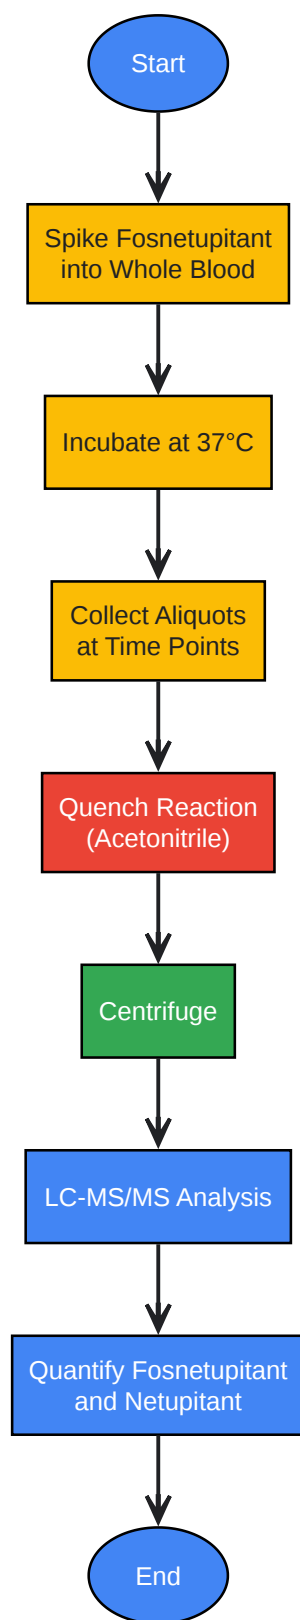 Start
Spike Fosnetupitant
into Whole Blood
Incubate at 37°C
Collect Aliquots
at Time Points
Quench Reaction
(Acetonitrile)
Centrifuge
LC-MS/MS Analysis
Quantify Fosnetupitant
and Netupitant
End